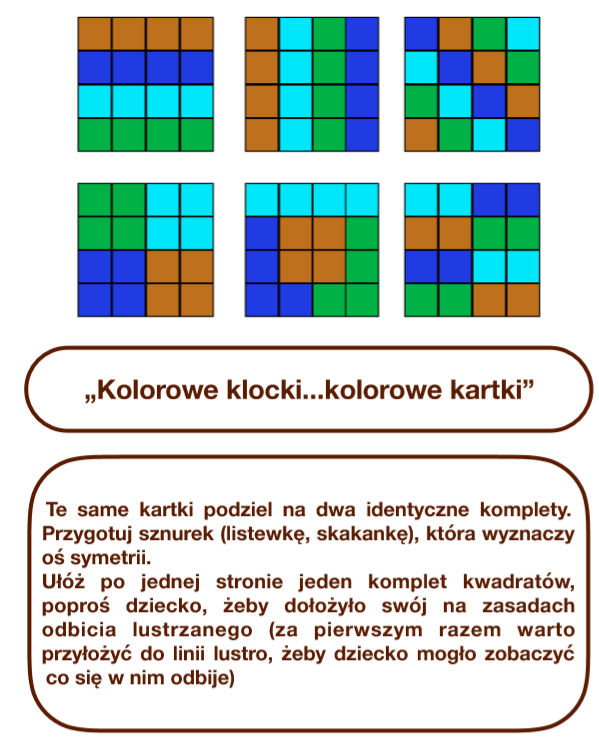 „Kolorowe klocki...kolorowe kartki”
Te same kartki podziel na dwa identyczne komplety.
Przygotuj sznurek (listewkę, skakankę), która wyznaczy
oś symetrii.
Ułóż po jednej stronie jeden komplet kwadratów,
poproś dziecko, żeby dołożyło swój na zasadach
odbicia lustrzanego (za pierwszym razem warto
przyłożyć do linii lustro, żeby dziecko mogło zobaczyć
co się w nim odbije)